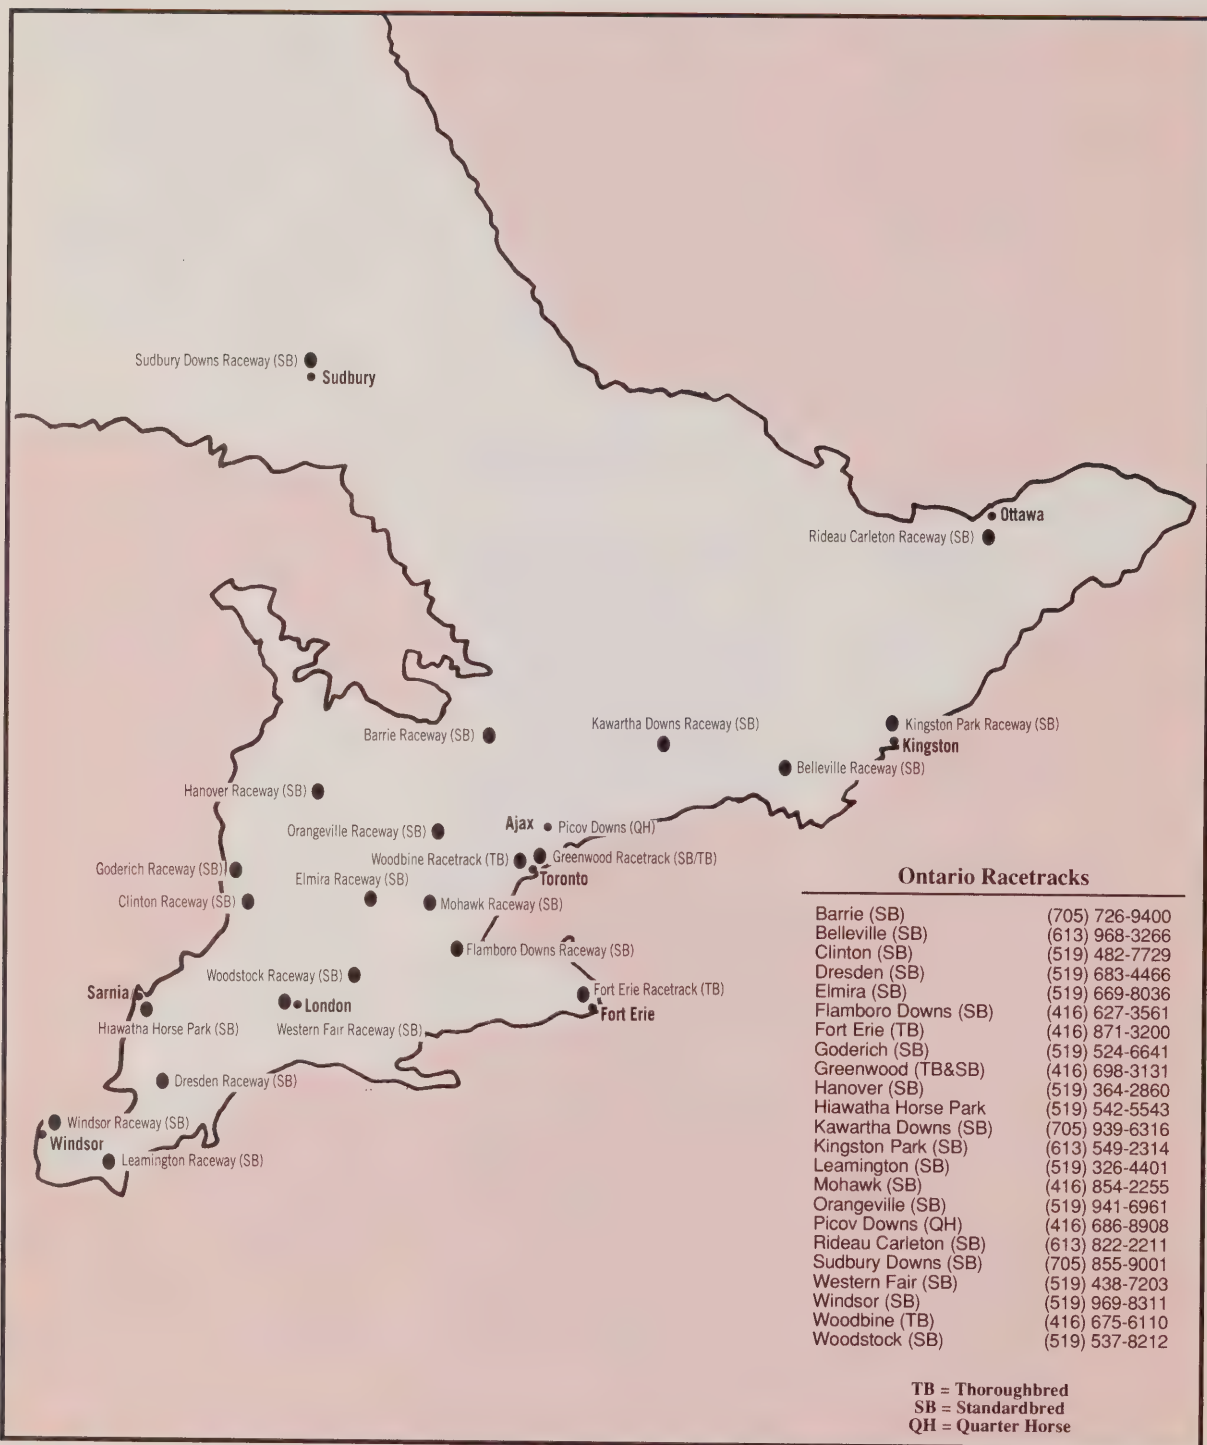 Sudbury Downs Raceway (SB)
Sudbury
Ottawa
Rideau Carleton Raceway (SB)
Kawartha Downs Raceway (SB)
Kingston Park Raceway (SB)
Barrie Raceway (SB)
Kingston
Belleville Raceway (SB)
Hanover Raceway (SB)
Ajax
Picov Downs (QH)
Orangeville Raceway (SB)
Woodbine Racetrack (TB)
Greenwood Racetrack (SB/TB)
Goderich Raceway (SB)
Elmira Raceway (SB)
Toronto
Clinton Raceway (SB)
Mohawk Raceway (SB)
Flamboro Downs Raceway (SB)
Woodstock Raceway (SB)
Sarnia
London
Fort Erie Racetrack (TB)
Fort Erie
Hiawatha Horse Park (SB)
Western Fair Raceway (SB)
Dresden Raceway (SB)
Windsor Raceway (SB)
Windsor
Leamington Raceway (SB)
Ontario Racetracks
Barrie (SB) (705) 726-9400
Belleville (SB) (613) 968-3266
Clinton (SB) (519) 482-7729
Dresden (SB) (519) 683-4466
Elmira (SB) (519) 669-8036
Flamboro Downs (SB) (416) 627-3561
Fort Erie (TB) (416) 871-3200
Goderich (SB) (519) 524-6641
Greenwood (TB&SB) (416) 698-3131
Hanover (SB) (519) 364-2860
Hiawatha Horse Park (519) 542-5543
Kawartha Downs (SB) (705) 939-6316
Kingston Park (SB) (613) 549-2314
Leamington (SB) (519) 326-4401
Mohawk (SB) (416) 854-2255
Orangeville (SB) (519) 941-6961
Picov Downs (QH) (416) 686-8908
Rideau Carleton (SB) (613) 822-2211
Sudbury Downs (SB) (705) 855-9001
Western Fair (SB) (519) 438-7203
Windsor (SB) (519) 969-8311
Woodbine (TB) (416) 675-6110
Woodstock (SB) (519) 537-8212
TB = Thoroughbred
SB = Standardbred
QH = Quarter Horse